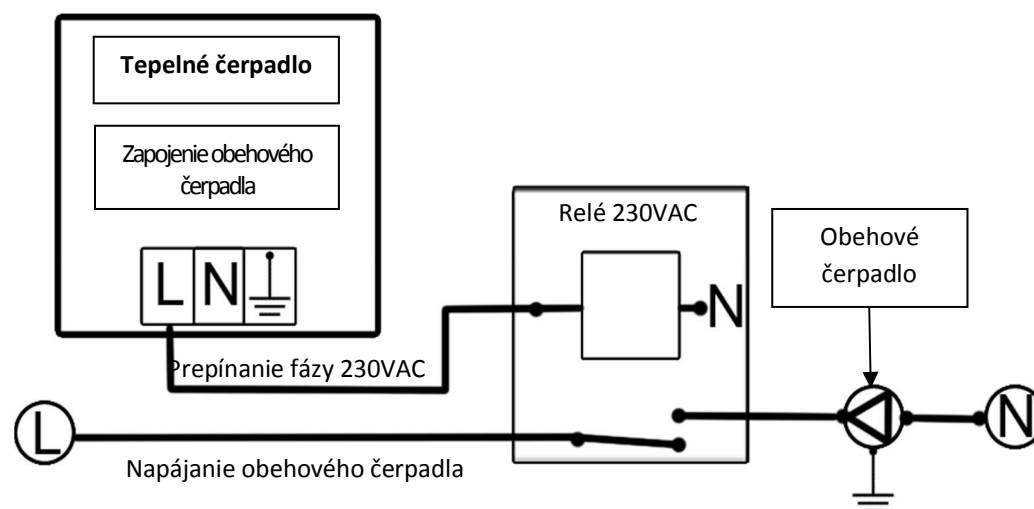 Tepelné čerpadlo
Zapojenie obehového
čerpadla
L N
Relé 230VAC
N
Obehové
čerpadlo
Prepínanie fázy 230VAC
L
N
Napájanie obehového čerpadla